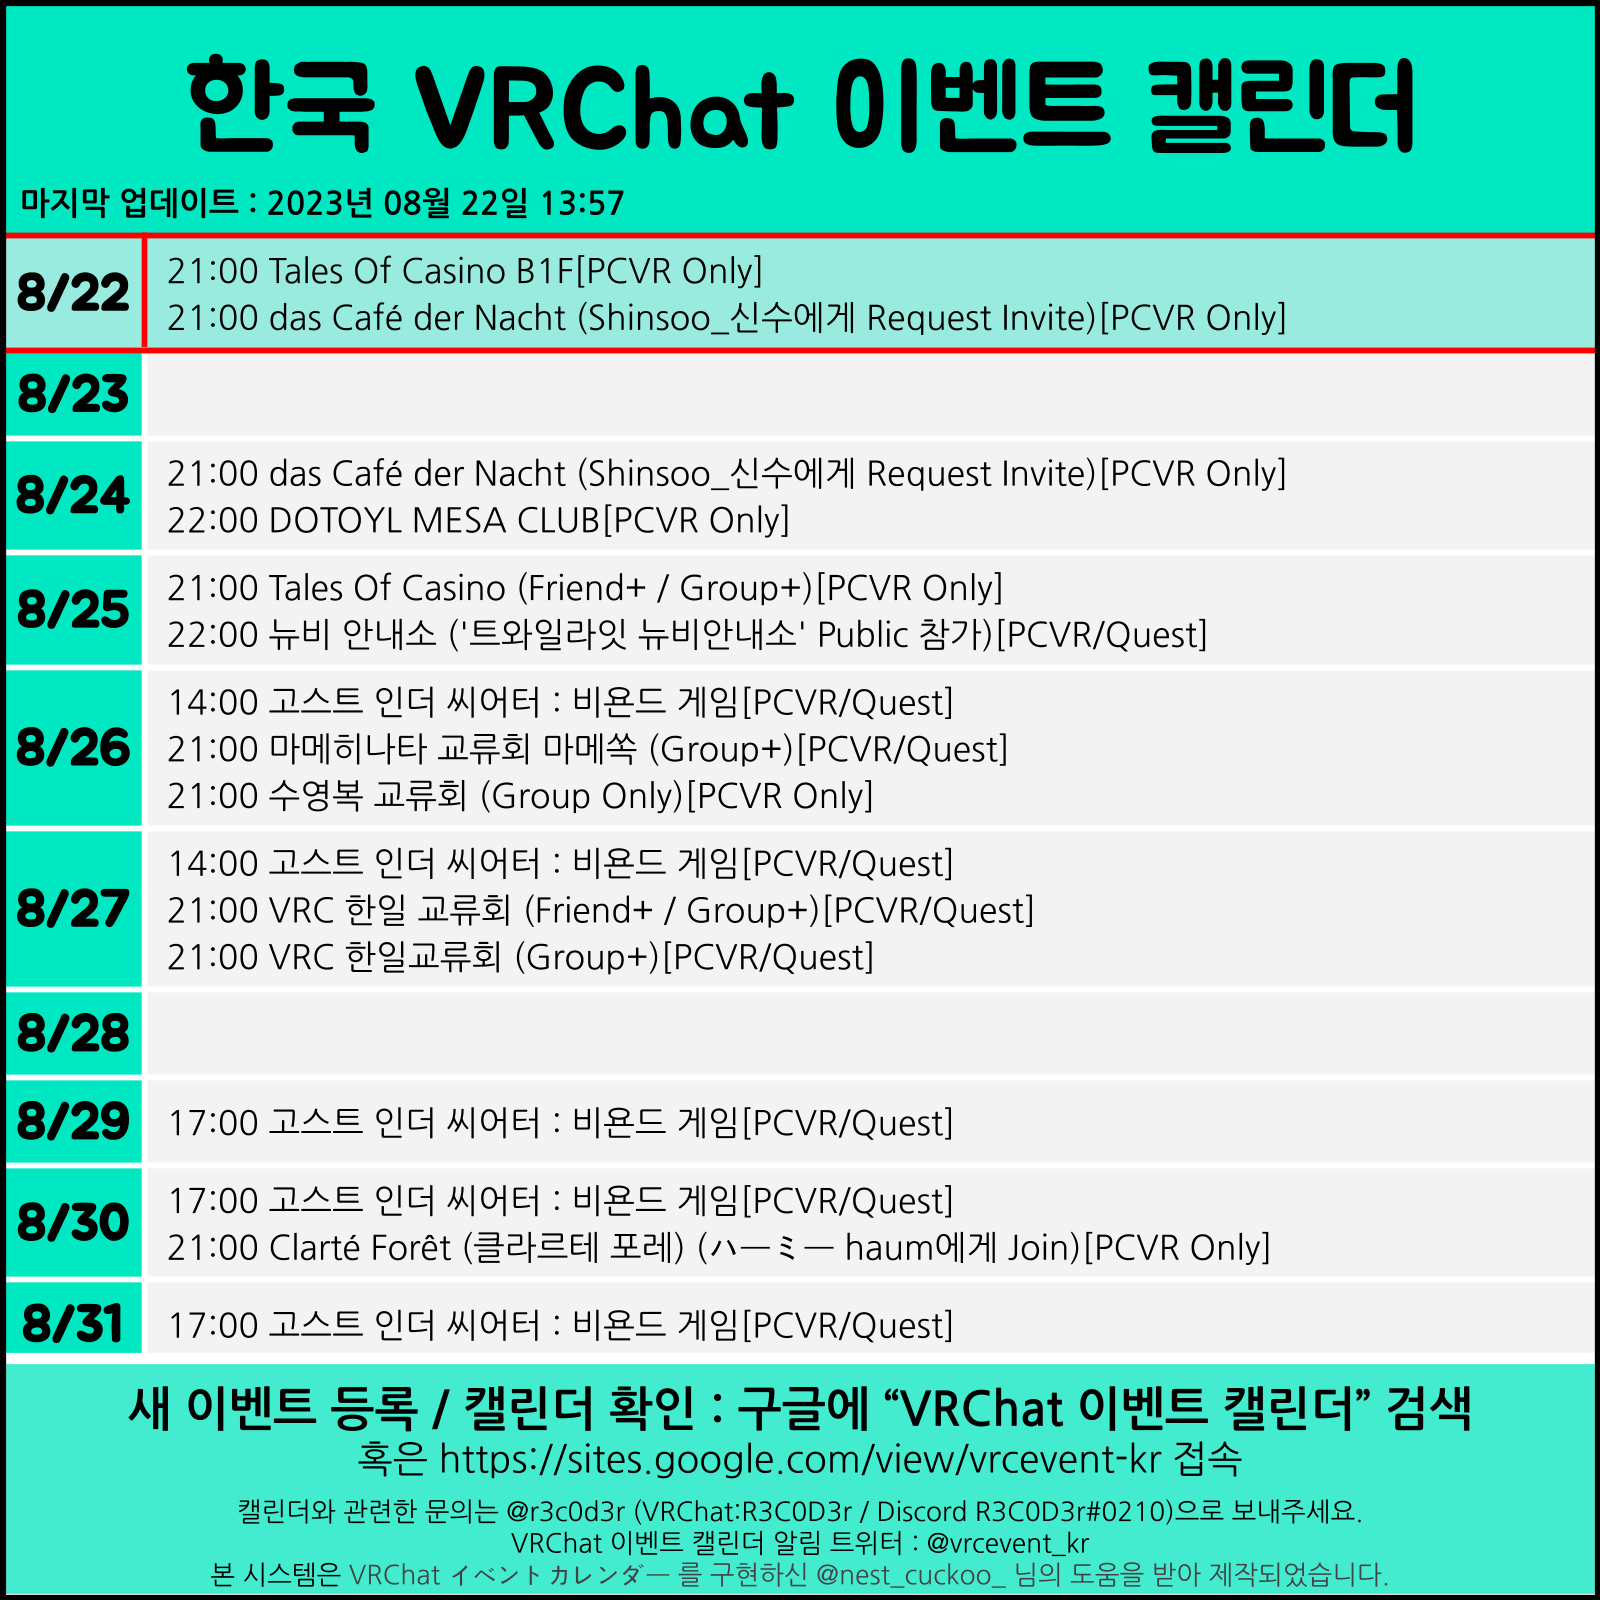 한국 VRChat 이벤트 캘린더
마지막 업데이트 : 2023년 08월 22일 13:57
8/22
21:00 Tales Of Casino B1F[PCVR Only]
21:00 das Café der Nacht (Shinsoo_신수에게 Request Invite)[PCVR Only]
8/23
8/24
21:00 das Café der Nacht (Shinsoo_신수에게 Request Invite)[PCVR Only]
22:00 DOTOYL MESA CLUB[PCVR Only]
8/25
21:00 Tales Of Casino (Friend+ / Group+)[PCVR Only]
22:00 뉴비 안내소 ('트와일라잇 뉴비안내소' Public 참가)[PCVR/Quest]
8/26
14:00 고스트 인더 씨어터 : 비욘드 게임[PCVR/Quest]
21:00 마메히나타 교류회 마메쏙 (Group+)[PCVR/Quest]
21:00 수영복 교류회 (Group Only)[PCVR Only]
8/27
14:00 고스트 인더 씨어터 : 비욘드 게임[PCVR/Quest]
21:00 VRC 한일 교류회 (Friend+ / Group+)[PCVR/Quest]
21:00 VRC 한일교류회 (Group+)[PCVR/Quest]
8/28
8/29
17:00 고스트 인더 씨어터 : 비욘드 게임[PCVR/Quest]
8/30
17:00 고스트 인더 씨어터 : 비욘드 게임[PCVR/Quest]
21:00 Clarté Forêt (클라르테 포레) (ハーミー haum에게 Join)[PCVR Only]
8/31
17:00 고스트 인더 씨어터 : 비욘드 게임[PCVR/Quest]
새 이벤트 등록 / 캘린더 확인 : 구글에 “VRChat 이벤트 캘린더” 검색
혹은 https://sites.google.com/view/vrcevent-kr 접속
캘린더와 관련한 문의는 @r3c0d3r (VRChat:R3C0D3r / Discord R3C0D3r#0210)으로 보내주세요.
VRChat 이벤트 캘린더 알림 트위터 : @vrcevent_kr
본 시스템은 VRChat イベントカレンダー 를 구현하신 @nest_cuckoo_ 님의 도움을 받아 제작되었습니다.